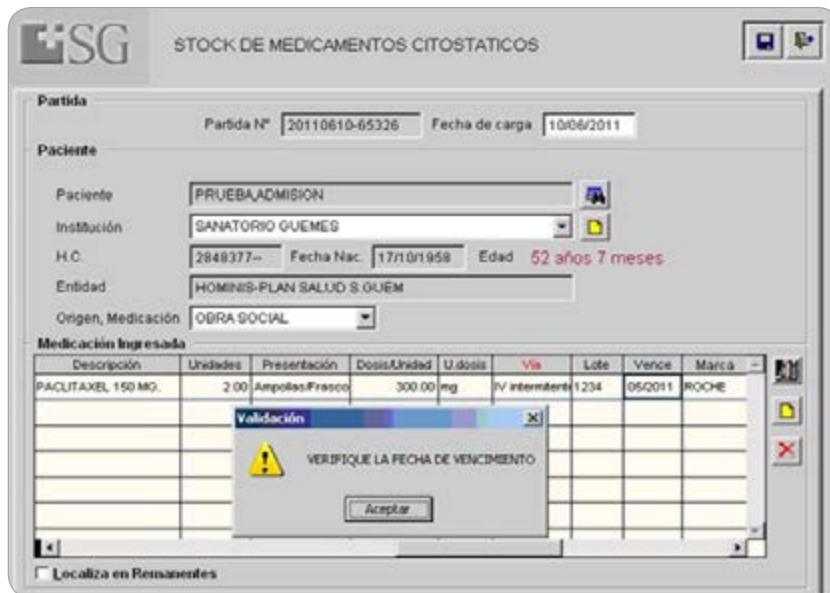 SG
STOCK DE MEDICAMENTOS CITOSTATICOS
Partida
Partida Nº 20110610-65326 Fecha de carga 10/06/2011
Paciente
Paciente PRUEBA,ADMISION
Institución SANATORIO GUEMES
H.C. 2848377-- Fecha Nac. 17/10/1958 Edad 52 años 7 meses
Entidad HOMINIS-PLAN SALUD S.GUEM
Origen, Medicación OBRA SOCIAL
Medicación Ingresada
Descripción Unidades Presentación Dosis/Unidad U.dosis Vía Lote Vence Marca
PACLITAXEL 150 MG. 2.00 Ampollas/Frasco 300.00 mg IV intermitente 1234 05/2011 ROCHE
Validación
VERIFIQUE LA FECHA DE VENCIMIENTO
Aceptar
Localiza en Remanentes